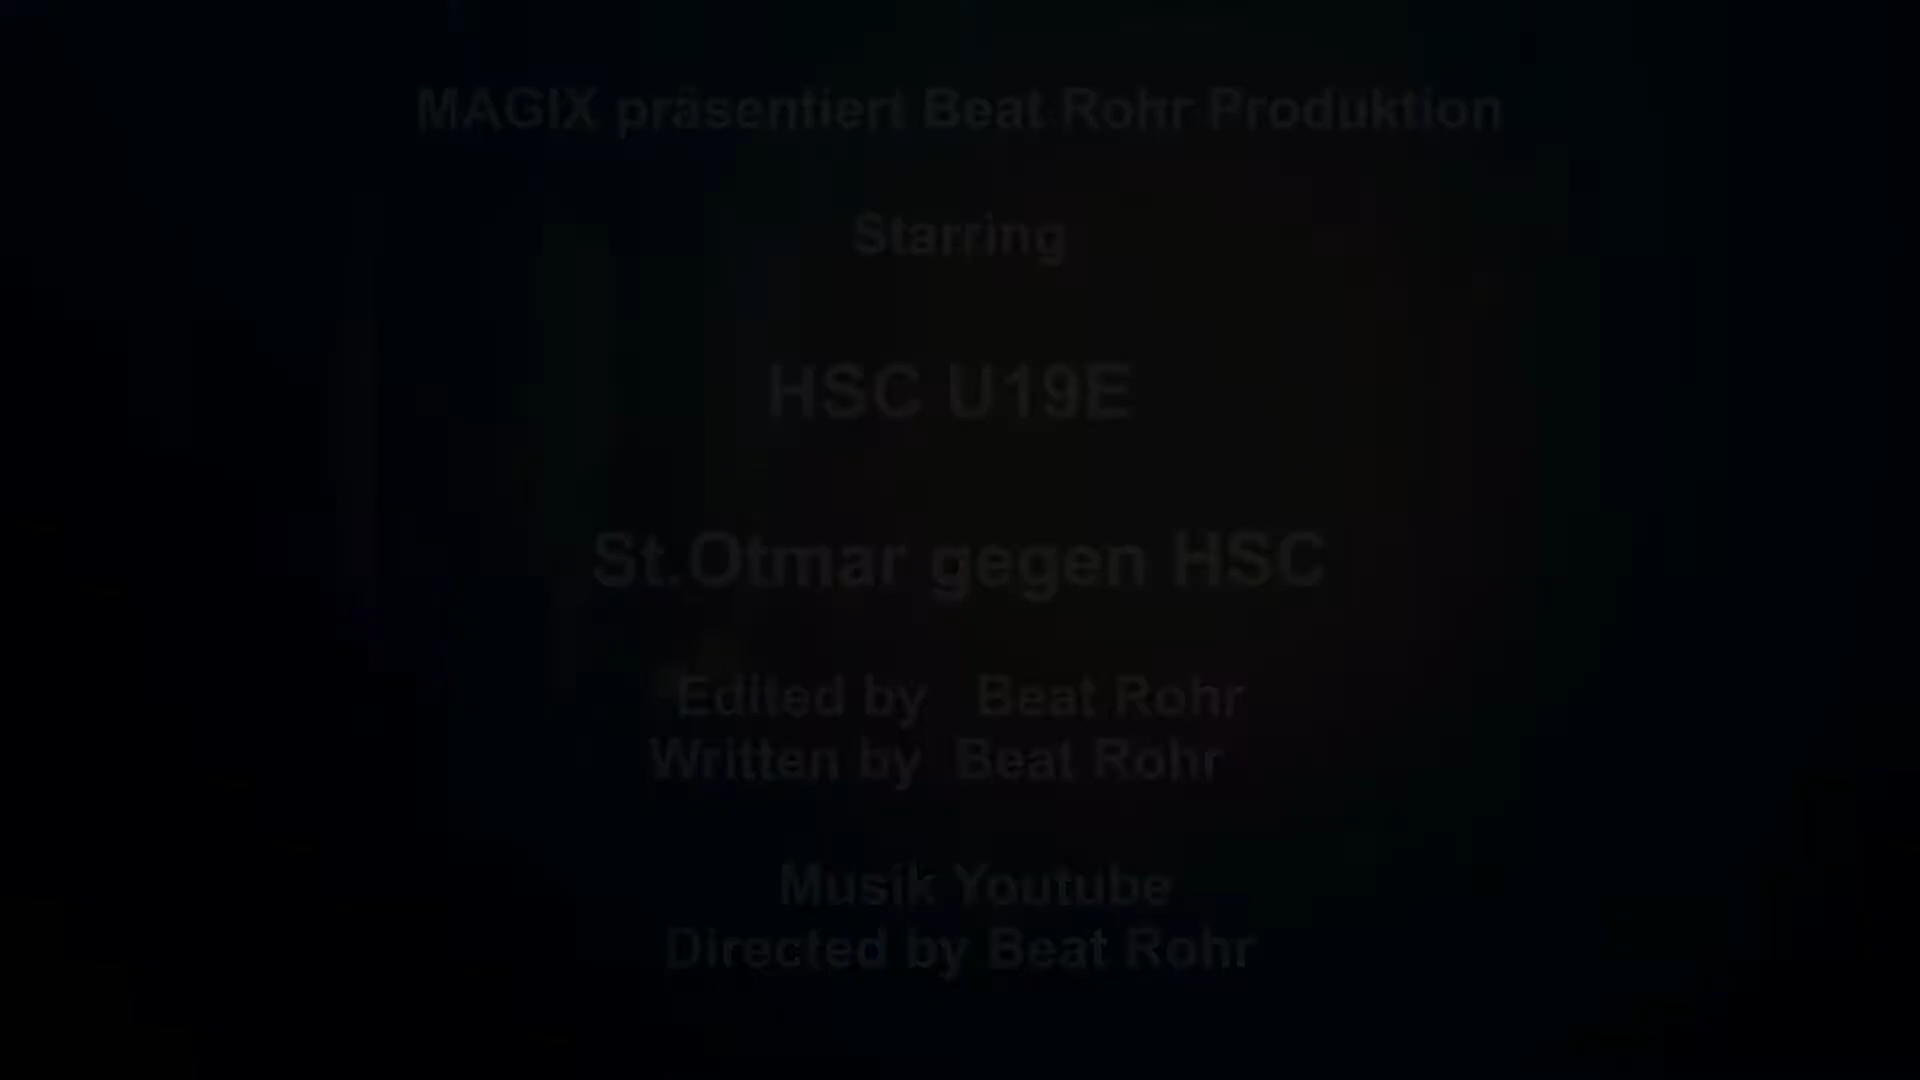 MAGIX präsentiert Beat Rohr Produktion
Starring
HSC U19E
St.Otmar gegen HSC
Edited by Beat Rohr
Written by Beat Rohr
Musik Youtube
Directed by Beat Rohr